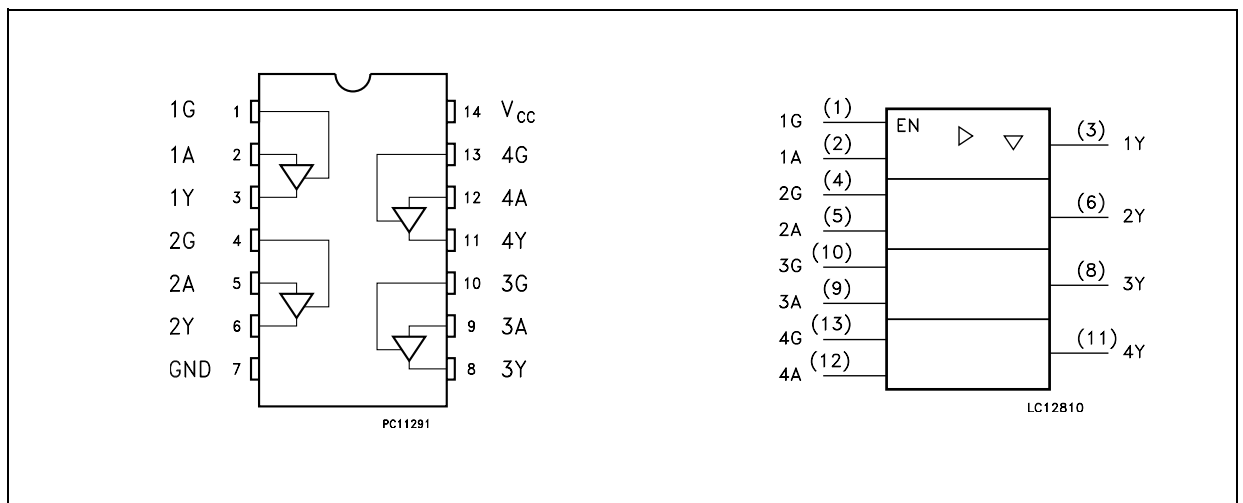 1G 1 14 VCC
1A 2 13 4G
1Y 3 12 4A
2G 4 11 4Y
2A 5 10 3G
2Y 6 9 3A
GND 7 8 3Y
PC11291
1G (1) EN (3) 1Y
1A (2)
2G (4) (6) 2Y
2A (5)
3G (10) (8) 3Y
3A (9)
4G (13) (11) 4Y
4A (12)
LC12810